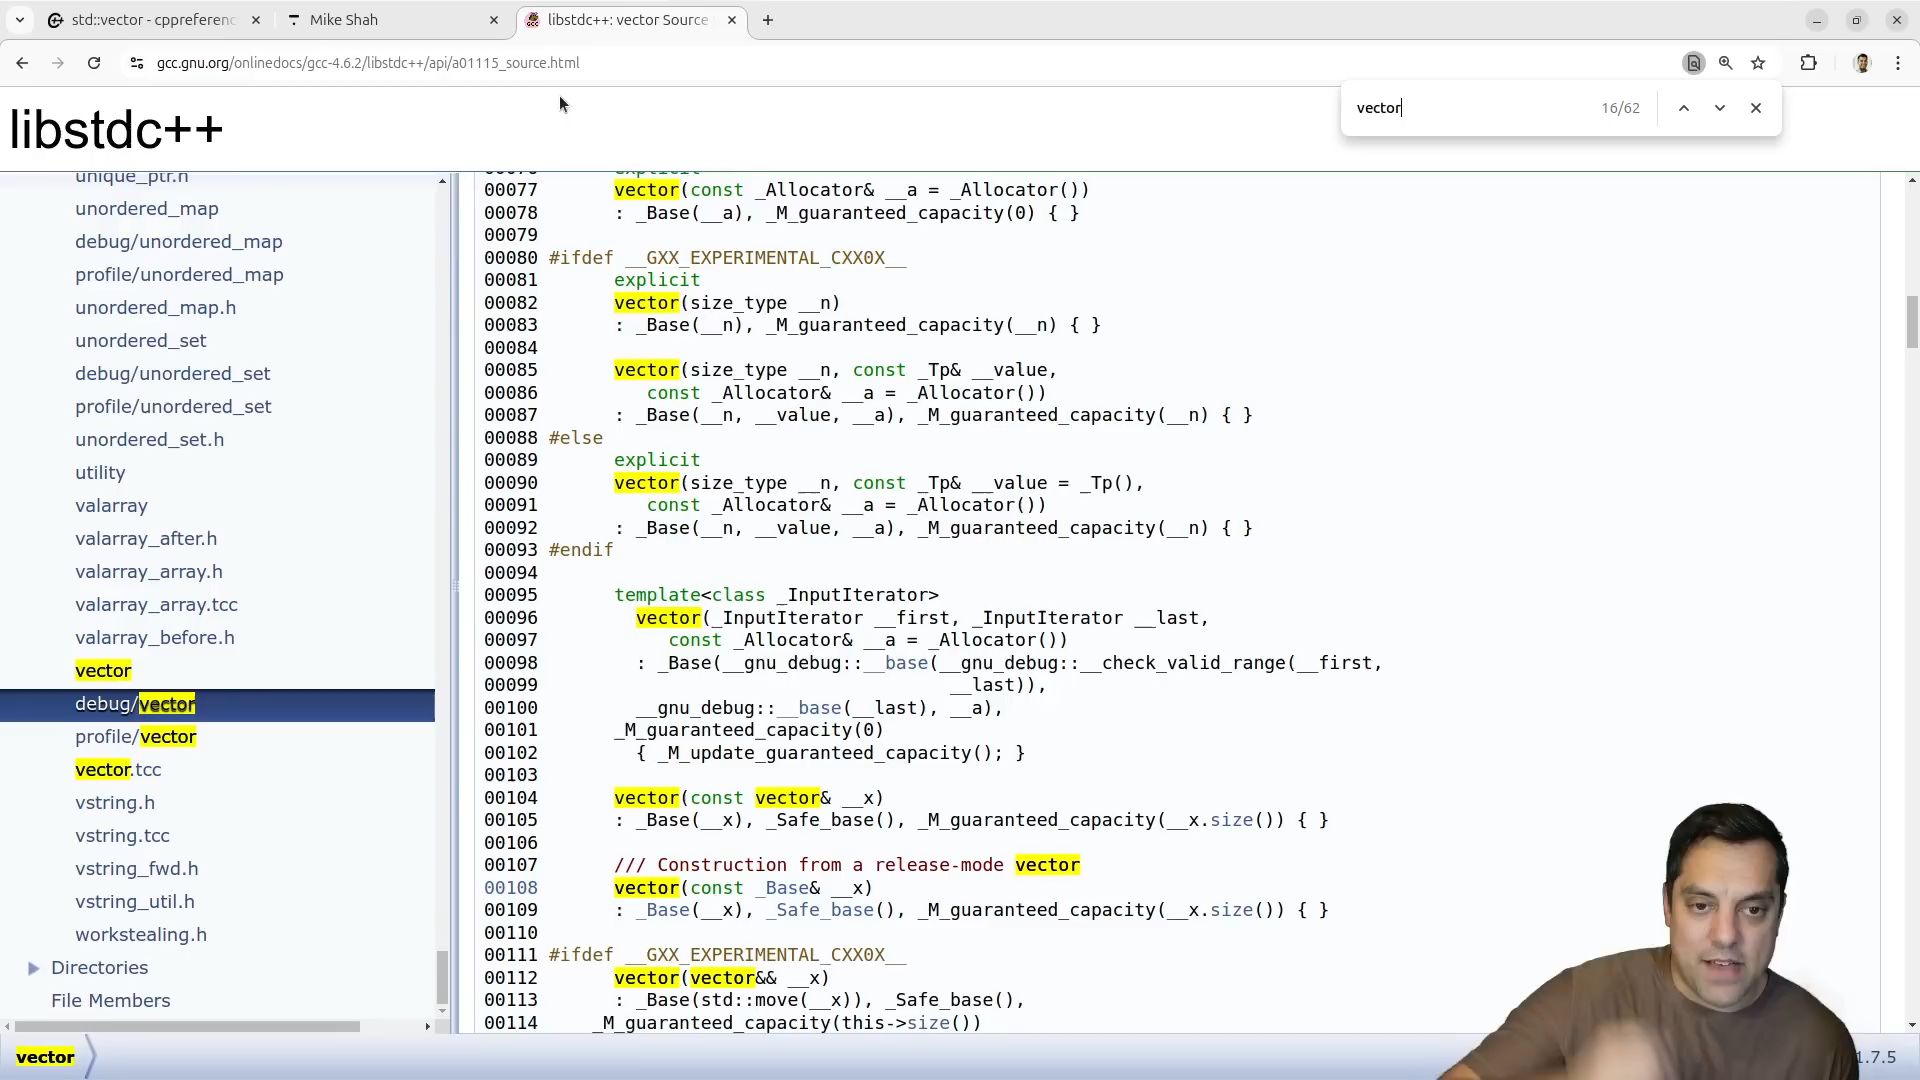 std::vector - cppreferenc
Mike Shah
libstdc++: vector Source
gcc.gnu.org/onlinedocs/gcc-4.6.2/libstdc++/api/a01115_source.html
vector
16/62
libstdc++
unique_ptr.h
unordered_map
debug/unordered_map
profile/unordered_map
unordered_map.h
unordered_set
debug/unordered_set
profile/unordered_set
unordered_set.h
utility
valarray
valarray_after.h
valarray_array.h
valarray_array.tcc
valarray_before.h
vector
debug/vector
profile/vector
vector.tcc
vstring.h
vstring.tcc
vstring_fwd.h
vstring_util.h
workstealing.h
Directories
File Members
00076 explicit
00077 vector(const _Allocator& __a = _Allocator())
00078 : _Base(__a), _M_guaranteed_capacity(0) { }
00079
00080 #ifdef __GXX_EXPERIMENTAL_CXX0X__
00081 explicit
00082 vector(size_type __n)
00083 : _Base(__n), _M_guaranteed_capacity(__n) { }
00084
00085 vector(size_type __n, const _Tp& __value,
00086 const _Allocator& __a = _Allocator())
00087 : _Base(__n, __value, __a), _M_guaranteed_capacity(__n) { }
00088 #else
00089 explicit
00090 vector(size_type __n, const _Tp& __value = _Tp(),
00091 const _Allocator& __a = _Allocator())
00092 : _Base(__n, __value, __a), _M_guaranteed_capacity(__n) { }
00093 #endif
00094
00095 template<class _InputIterator>
00096 vector(_InputIterator __first, _InputIterator __last,
00097 const _Allocator& __a = _Allocator())
00098 : _Base(__gnu_debug::__base(__gnu_debug::__check_valid_range(__first,
00099 __last)),
00100 __gnu_debug::__base(__last), __a),
00101 _M_guaranteed_capacity(0)
00102 { _M_update_guaranteed_capacity(); }
00103
00104 vector(const vector& __x)
00105 : _Base(__x), _Safe_base(), _M_guaranteed_capacity(__x.size()) { }
00106
00107 /// Construction from a release-mode vector
00108 vector(const _Base& __x)
00109 : _Base(__x), _Safe_base(), _M_guaranteed_capacity(__x.size()) { }
00110
00111 #ifdef __GXX_EXPERIMENTAL_CXX0X__
00112 vector(vector&& __x)
00113 : _Base(std::move(__x)), _Safe_base(),
00114 _M_guaranteed_capacity(this->size())
vector
1.7.5